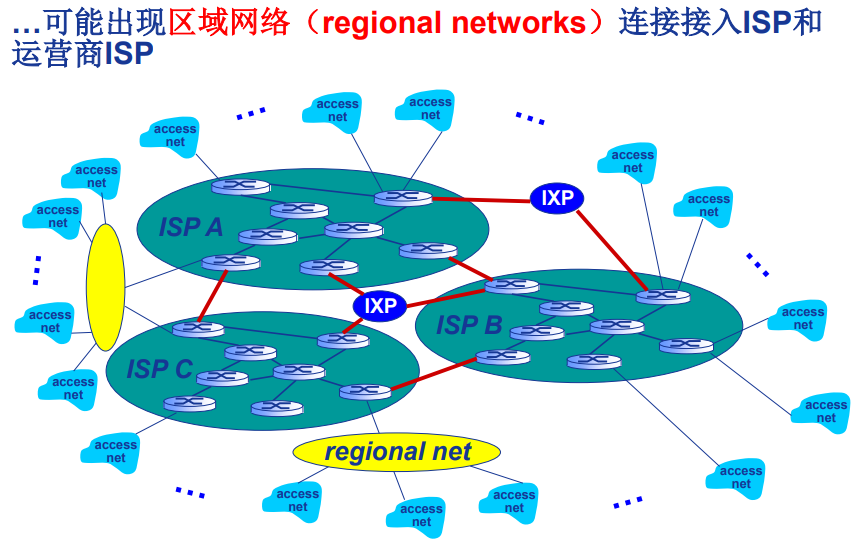 …可能出现区域网络（regional networks）连接接入ISP和
运营商ISP
access
net
access
net
access
net
access
net
access
net
access
net
IXP
access
net
access
net
ISP A
IXP
ISP B
access
net
access
net
ISP C
access
net
access
net
regional net
access
net
access
net
access
net
access
net
access
net